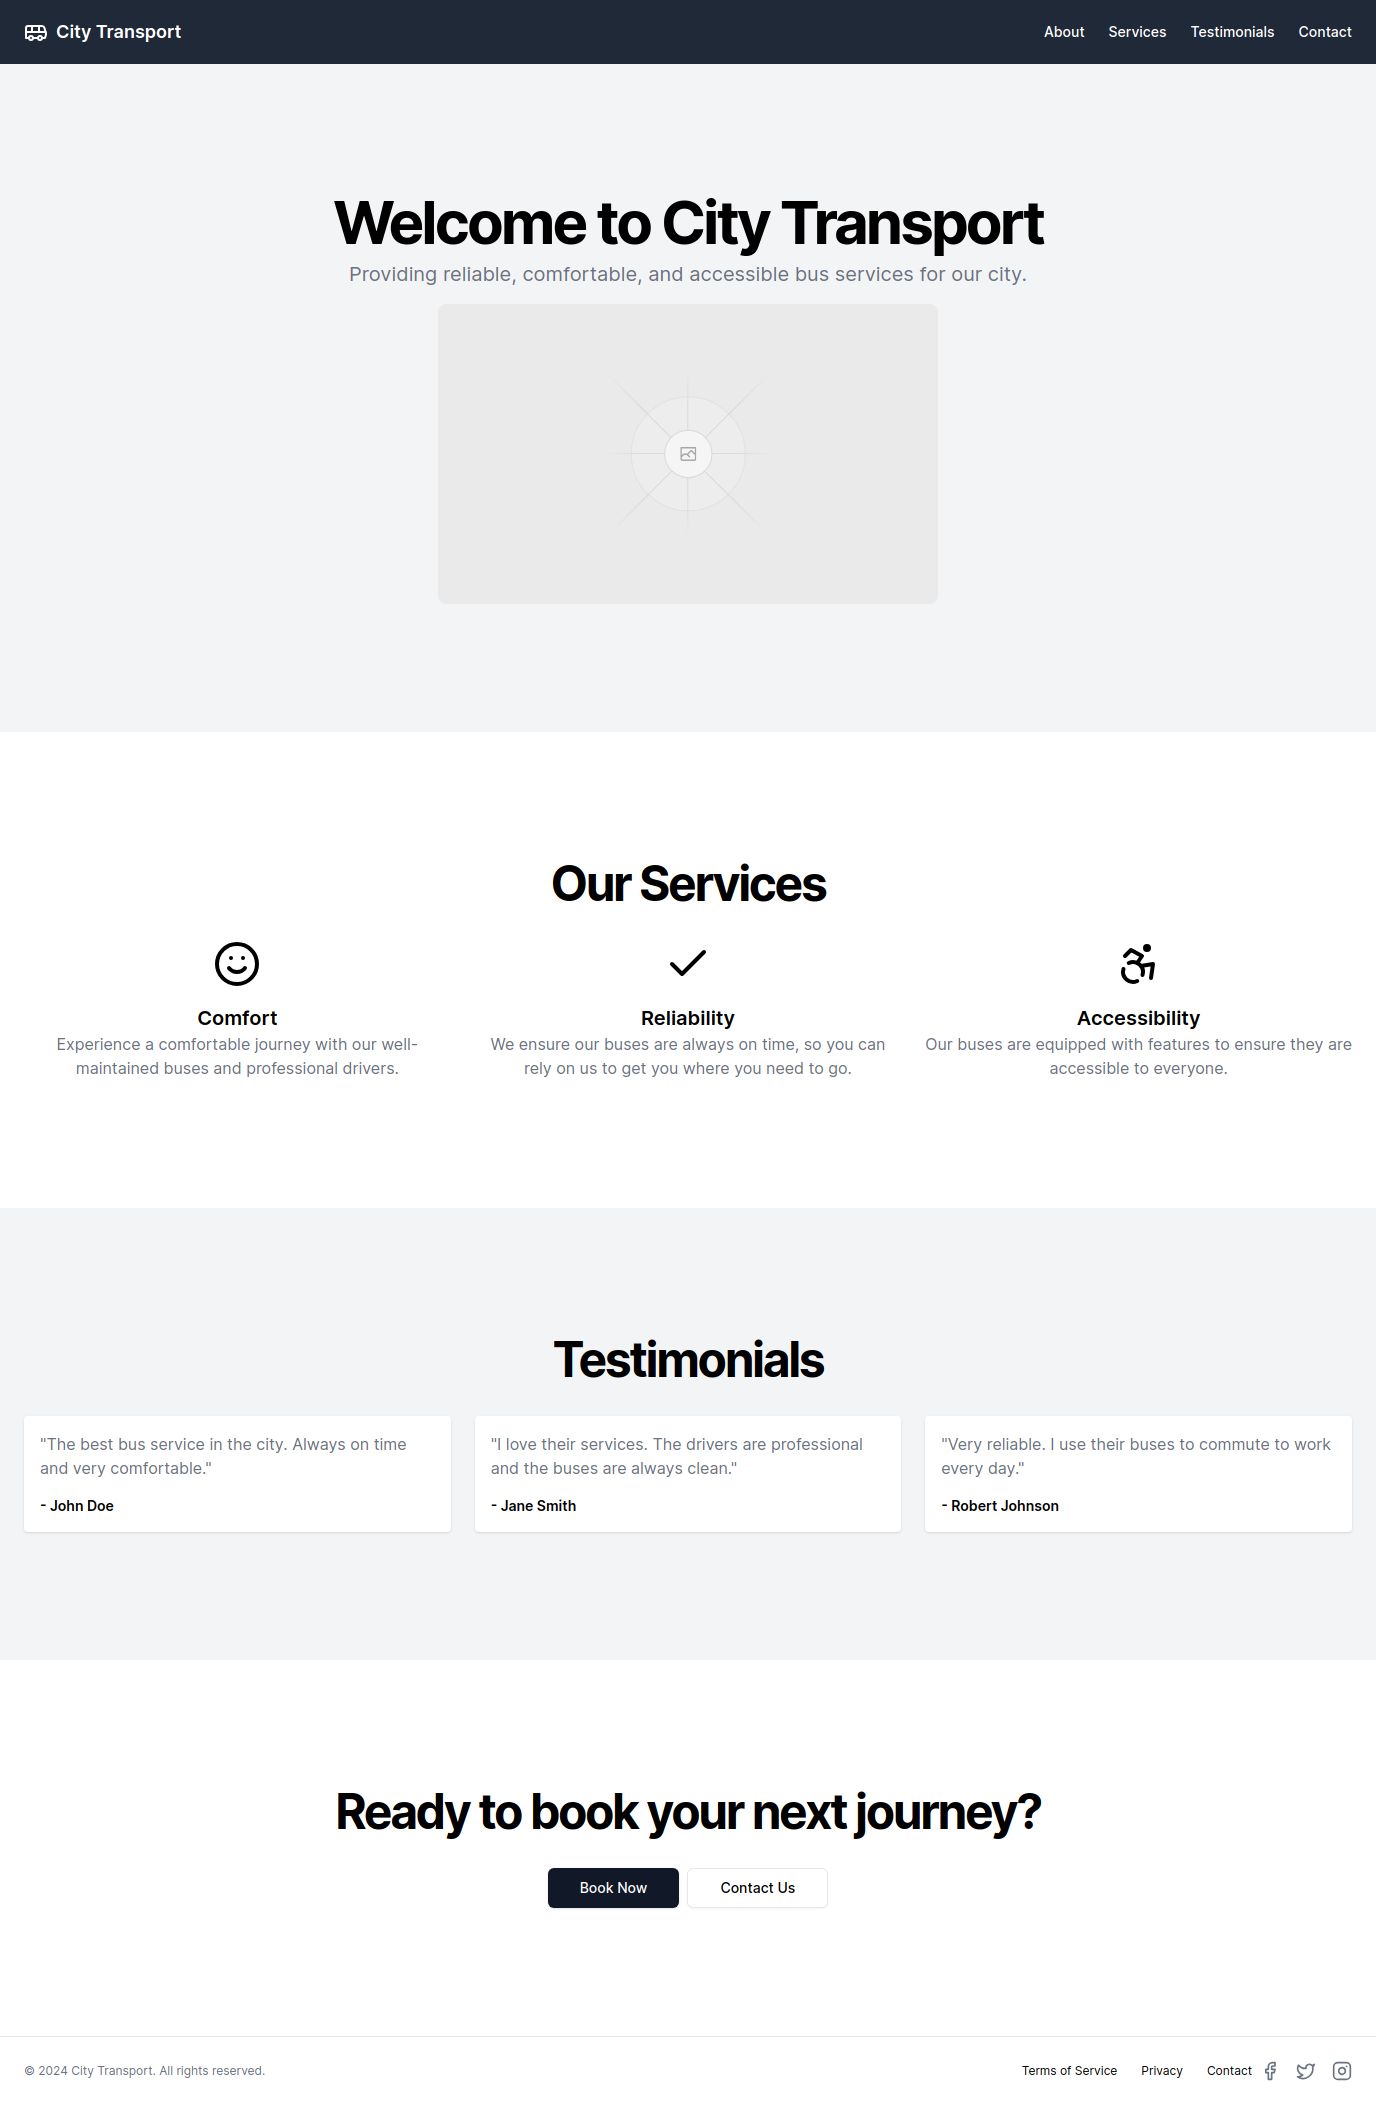 City Transport
About Services Testimonials Contact
Welcome to City Transport
Providing reliable, comfortable, and accessible bus services for our city.
Our Services
Comfort
Experience a comfortable journey with our well-
maintained buses and professional drivers.
Reliability
We ensure our buses are always on time, so you can
rely on us to get you where you need to go.
Accessibility
Our buses are equipped with features to ensure they are
accessible to everyone.
Testimonials
"The best bus service in the city. Always on time
and very comfortable."
- John Doe
"I love their services. The drivers are professional
and the buses are always clean."
- Jane Smith
"Very reliable. I use their buses to commute to work
every day."
- Robert Johnson
Ready to book your next journey?
Book Now
Contact Us
© 2024 City Transport. All rights reserved.
Terms of Service Privacy Contact